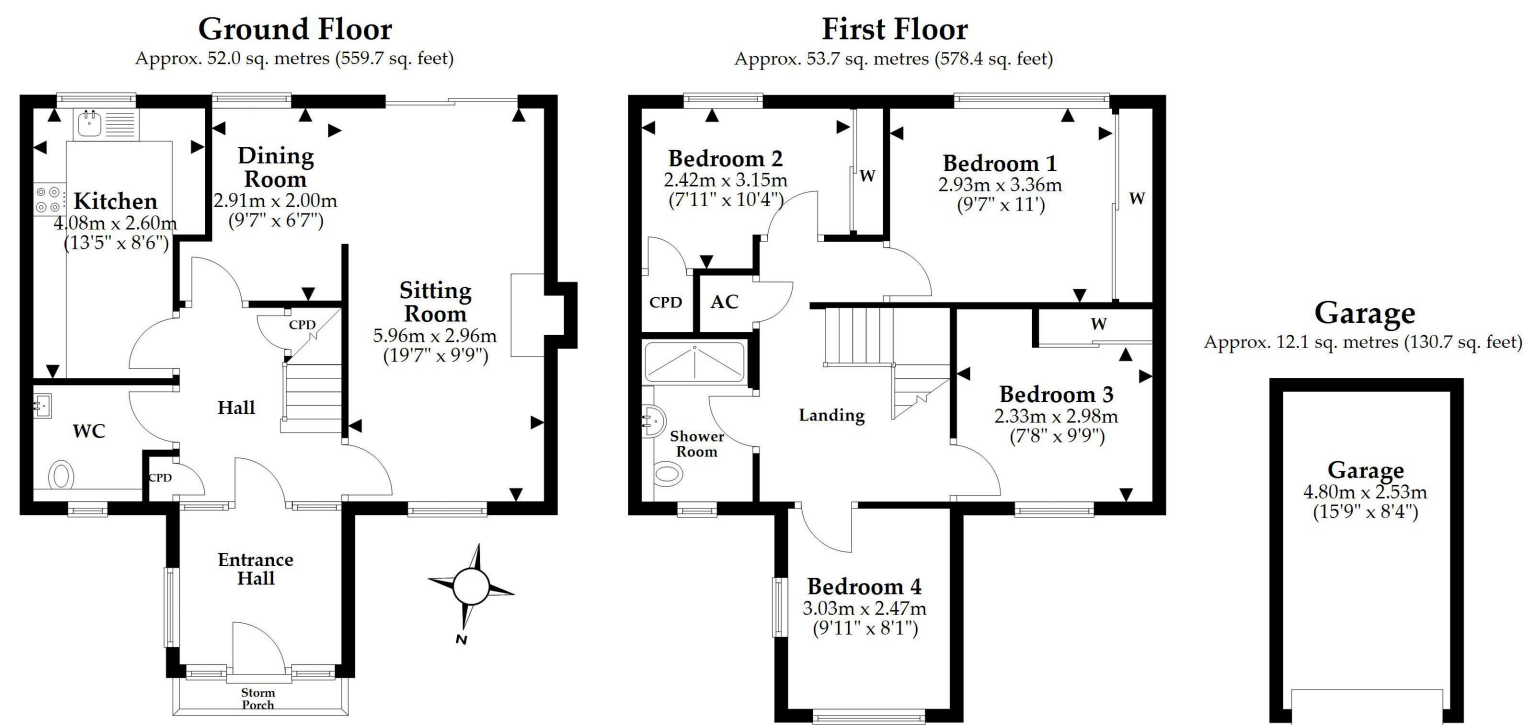 Ground Floor
Approx. 52.0 sq. metres (559.7 sq. feet)
Kitchen
4.08m x 2.60m
(13'5" x 8'6")
Dining
Room
2.91m x 2.00m
(9'7" x 6'7")
Sitting
Room
5.96m x 2.96m
(19'7" x 9'9")
CPD
Hall
WC
CPD
Entrance
Hall
Storm
Porch
N
First Floor
Approx. 53.7 sq. metres (578.4 sq. feet)
Bedroom 2
2.42m x 3.15m
(7'11" x 10'4")
W
Bedroom 1
2.93m x 3.36m
(9'7" x 11')
W
CPD
AC
W
Bedroom 3
2.33m x 2.98m
(7'8" x 9'9")
Landing
Shower
Room
Bedroom 4
3.03m x 2.47m
(9'11" x 8'1")
Garage
Approx. 12.1 sq. metres (130.7 sq. feet)
Garage
4.80m x 2.53m
(15'9" x 8'4")